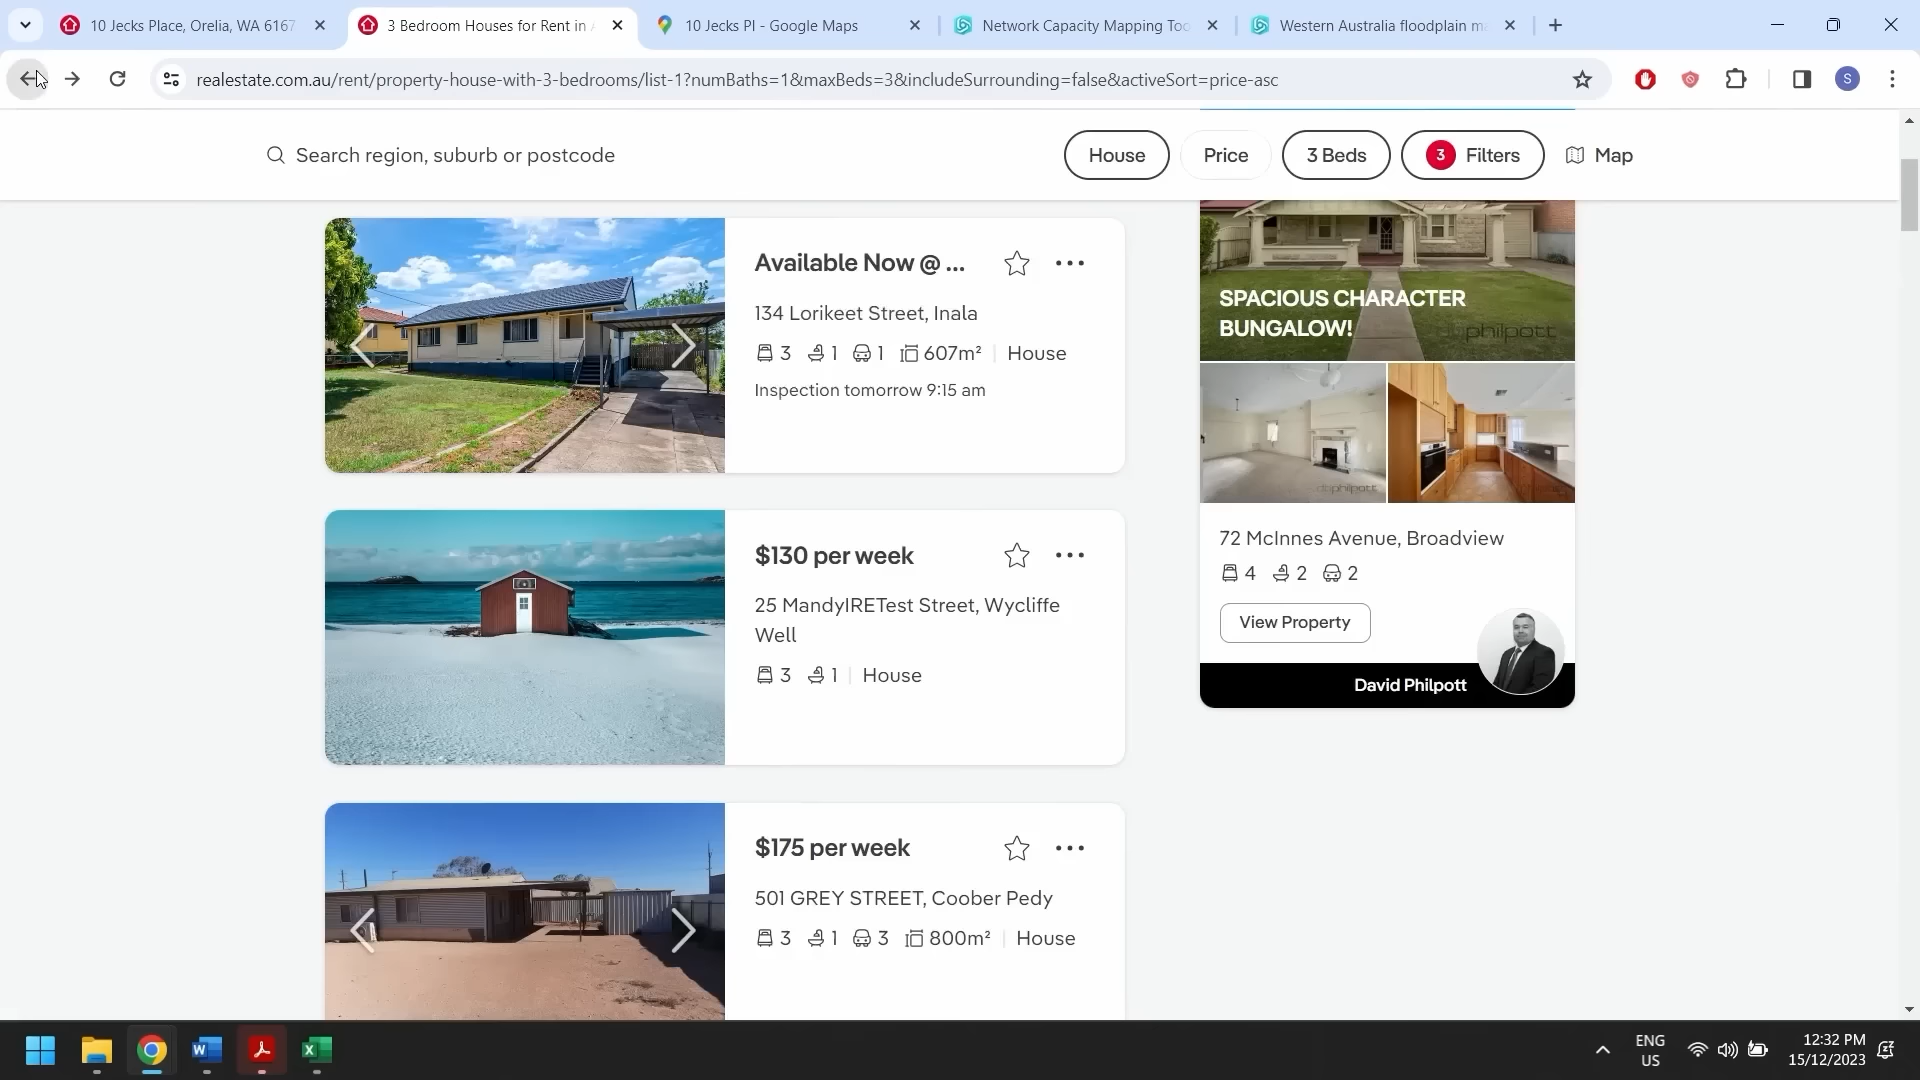 10 Jecks Place, Orelia, WA 6167
3 Bedroom Houses for Rent in
10 Jecks Pl - Google Maps
Network Capacity Mapping Too
Western Australia floodplain m
realestate.com.au/rent/property-house-with-3-bedrooms/list-1?numBaths=1&maxBeds=3&includeSurrounding=false&activeSort=price-asc
S
Search region, suburb or postcode
House
Price
3 Beds
3 Filters
Map
Available Now @ ...
134 Lorikeet Street, Inala
3 1 1 607m² House
Inspection tomorrow 9:15 am
$130 per week
25 MandyIRETest Street, Wycliffe
Well
3 1 House
$175 per week
501 GREY STREET, Coober Pedy
3 1 3 800m² House
SPACIOUS CHARACTER
BUNGALOW!
philpott
72 McInnes Avenue, Broadview
4 2 2
View Property
David Philpott
W
X
ENG
US
12:32 PM
15/12/2023